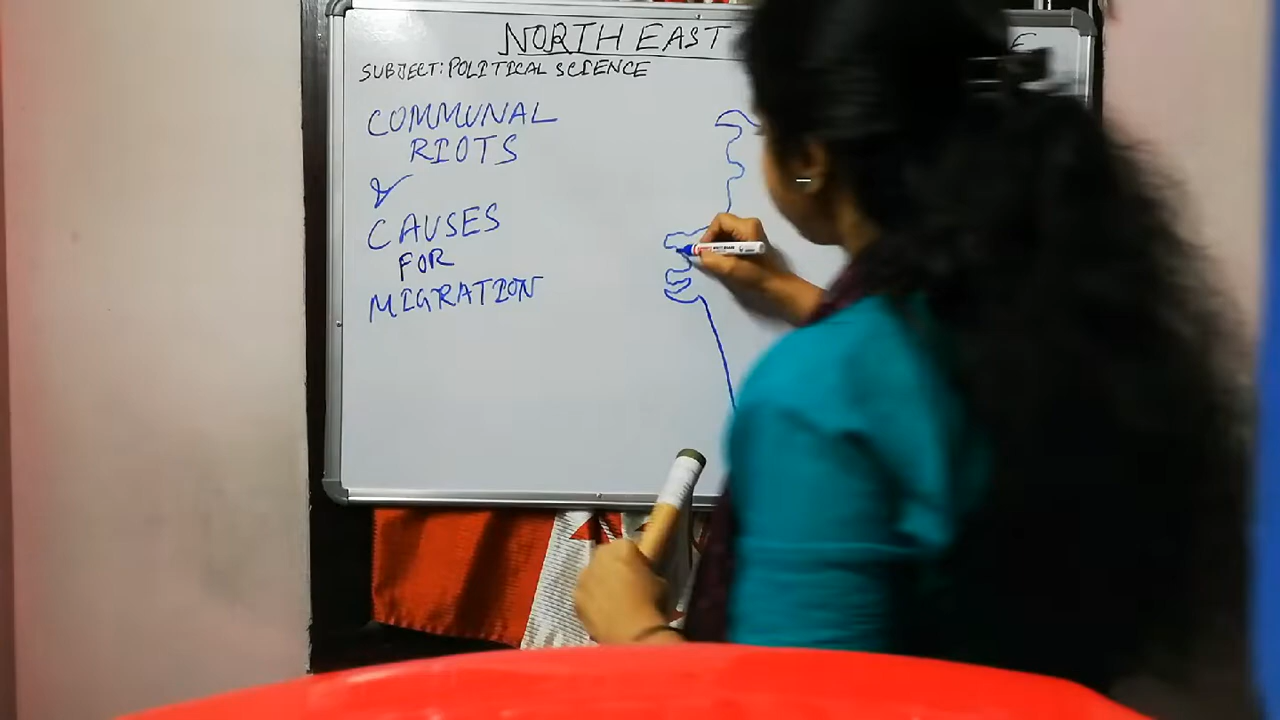 NORTH EAST
SUBJECT: POLITICAL SCIENCE
COMMUNAL
RIOTS
&
CAUSES
FOR
MIGRATION